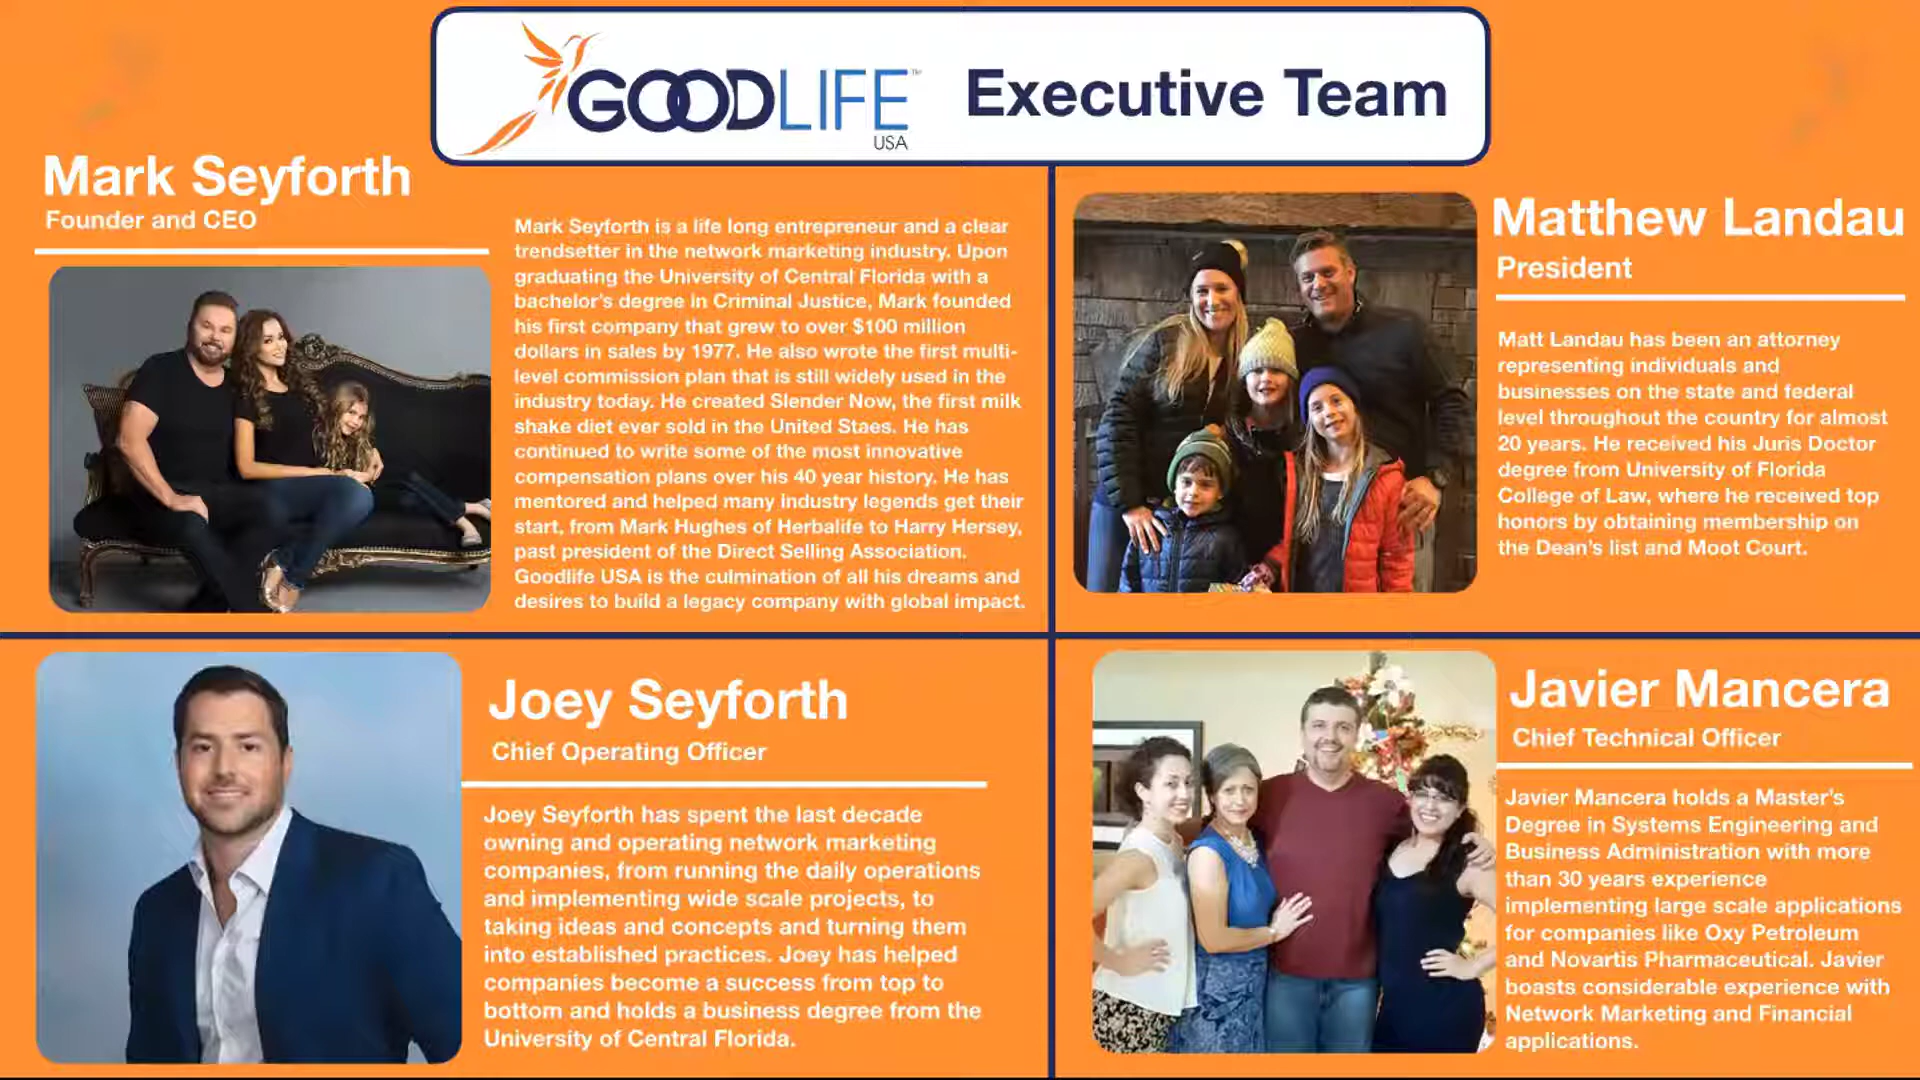 GOODLIFE™
USA
Executive Team
Mark Seyforth
Founder and CEO
Mark Seyforth is a life long entrepreneur and a clear
trendsetter in the network marketing industry. Upon
graduating the University of Central Florida with a
bachelor's degree in Criminal Justice, Mark founded
his first company that grew to over $100 million
dollars in sales by 1977. He also wrote the first multi-
level commission plan that is still widely used in the
industry today. He created Slender Now, the first milk
shake diet ever sold in the United Staes. He has
continued to write some of the most innovative
compensation plans over his 40 year history. He has
mentored and helped many industry legends get their
start, from Mark Hughes of Herbalife to Harry Hersey,
past president of the Direct Selling Association.
Goodlife USA is the culmination of all his dreams and
desires to build a legacy company with global impact.
Matthew Landau
President
Matt Landau has been an attorney
representing individuals and
businesses on the state and federal
level throughout the country for almost
20 years. He received his Juris Doctor
degree from University of Florida
College of Law, where he received top
honors by obtaining membership on
the Dean's list and Moot Court.
Joey Seyforth
Chief Operating Officer
Joey Seyforth has spent the last decade
owning and operating network marketing
companies, from running the daily operations
and implementing wide scale projects, to
taking ideas and concepts and turning them
into established practices. Joey has helped
companies become a success from top to
bottom and holds a business degree from the
University of Central Florida.
Javier Mancera
Chief Technical Officer
Javier Mancera holds a Master's
Degree in Systems Engineering and
Business Administration with more
than 30 years experience
implementing large scale applications
for companies like Oxy Petroleum
and Novartis Pharmaceutical. Javier
boasts considerable experience with
Network Marketing and Financial
applications.